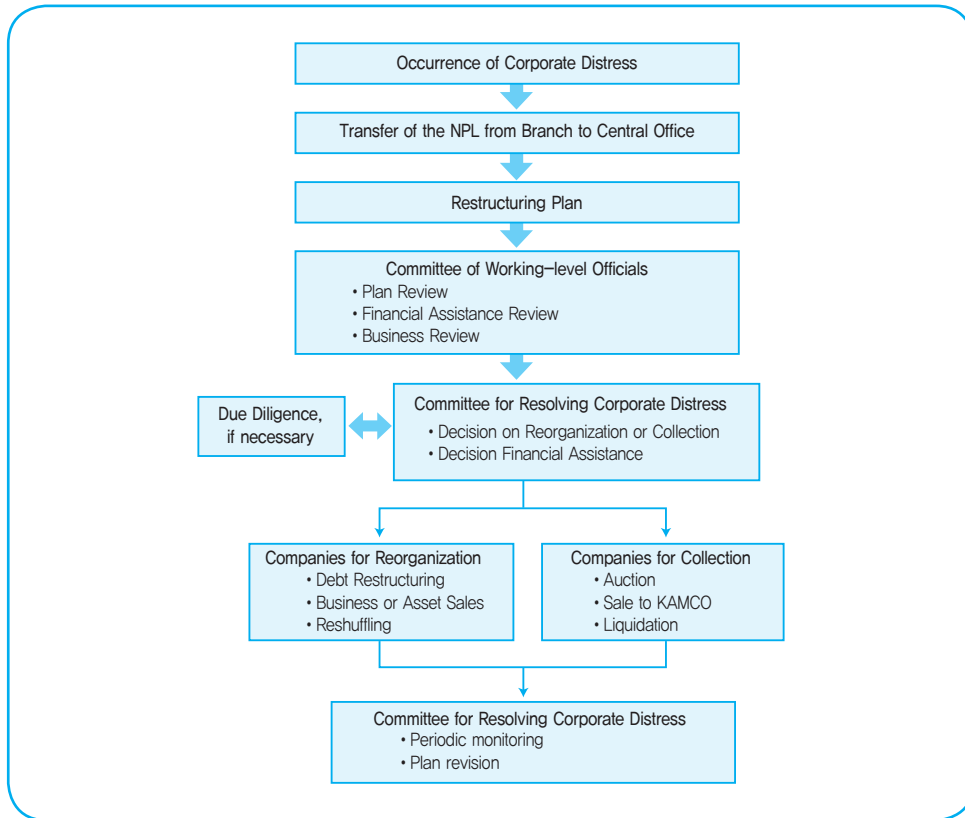 Occurrence of Corporate Distress
Transfer of the NPL from Branch to Central Office
Restructuring Plan
Committee of Working-level Officials
• Plan Review
• Financial Assistance Review
• Business Review
Due Diligence,
if necessary
Committee for Resolving Corporate Distress
• Decision on Reorganization or Collection
• Decision Financial Assistance
Companies for Reorganization
• Debt Restructuring
• Business or Asset Sales
• Reshuffling
Companies for Collection
• Auction
• Sale to KAMCO
• Liquidation
Committee for Resolving Corporate Distress
• Periodic monitoring
• Plan revision